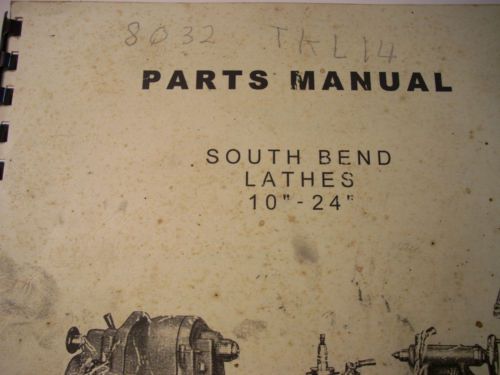 8032 TKL14
PARTS MANUAL
SOUTH BEND
LATHES
10"-24"